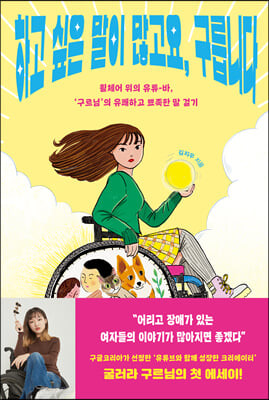 하고 싶은 말이 많고요, 구릅니다
휠체어 위의 유튜-바,
‘구르님’의 유쾌하고 뾰족한 말 걸기
김지우 지음
“어리고 장애가 있는
여자들의 이야기가 많아지면 좋겠다”
구글코리아가 선정한 ‘유튜브와 함께 성장한 크리에이터’
굴러라 구르님의 첫 에세이!